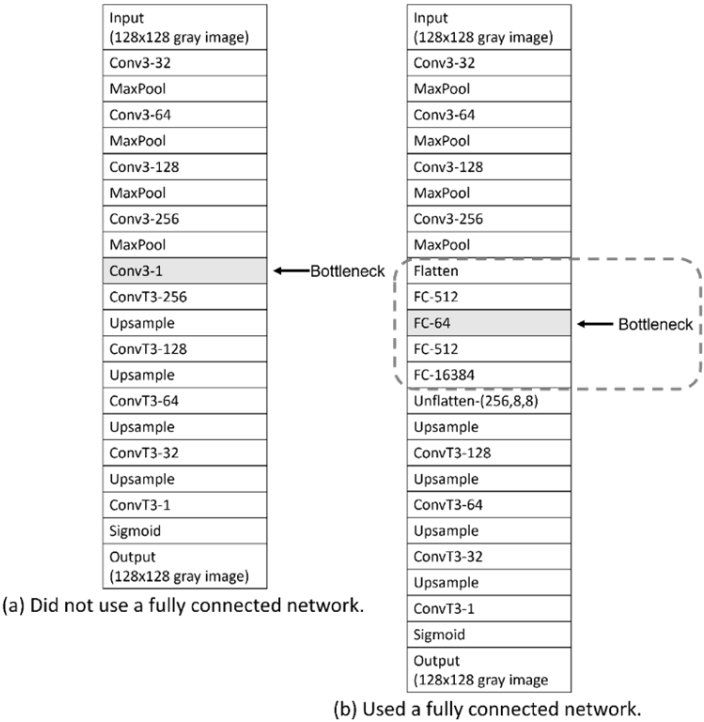 Input
(128x128 gray image)
Conv3-32
MaxPool
Conv3-64
MaxPool
Conv3-128
MaxPool
Conv3-256
MaxPool
Conv3-1
Bottleneck
ConvT3-256
Upsample
ConvT3-128
Upsample
ConvT3-64
Upsample
ConvT3-32
Upsample
ConvT3-1
Sigmoid
Output
(128x128 gray image)
(a) Did not use a fully connected network.
Input
(128x128 gray image)
Conv3-32
MaxPool
Conv3-64
MaxPool
Conv3-128
MaxPool
Conv3-256
MaxPool
Flatten
FC-512
FC-64
Bottleneck
FC-512
FC-16384
Unflatten-(256,8,8)
Upsample
ConvT3-128
Upsample
ConvT3-64
Upsample
ConvT3-32
Upsample
ConvT3-1
Sigmoid
Output
(128x128 gray image
(b) Used a fully connected network.